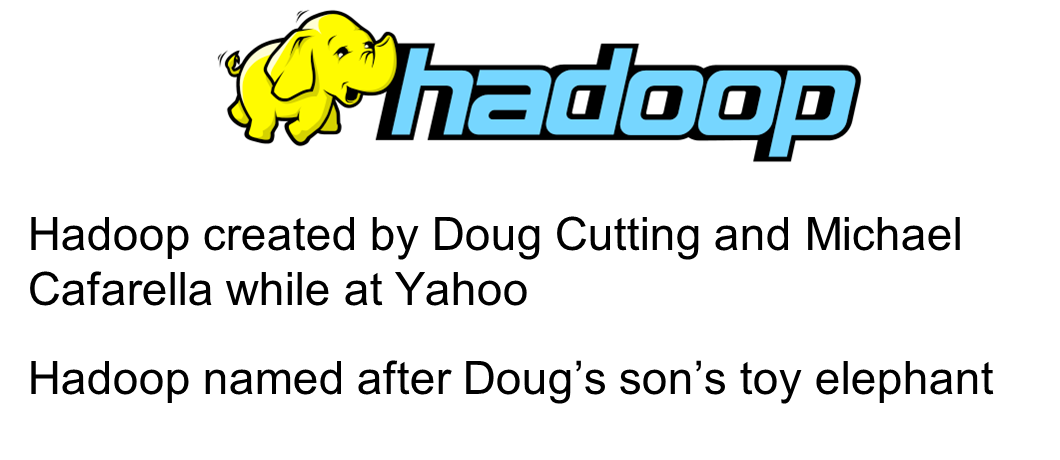 hadoop
Hadoop created by Doug Cutting and Michael
Cafarella while at Yahoo
Hadoop named after Doug’s son’s toy elephant